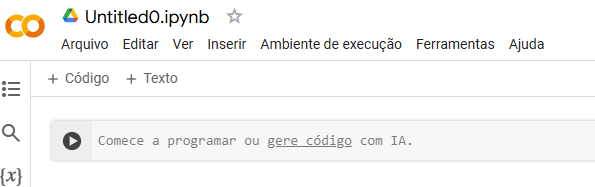 Untitled0.ipynb
Arquivo Editar Ver Inserir Ambiente de execução Ferramentas Ajuda
+ Código + Texto
Comece a programar ou gere código com IA.
{x}